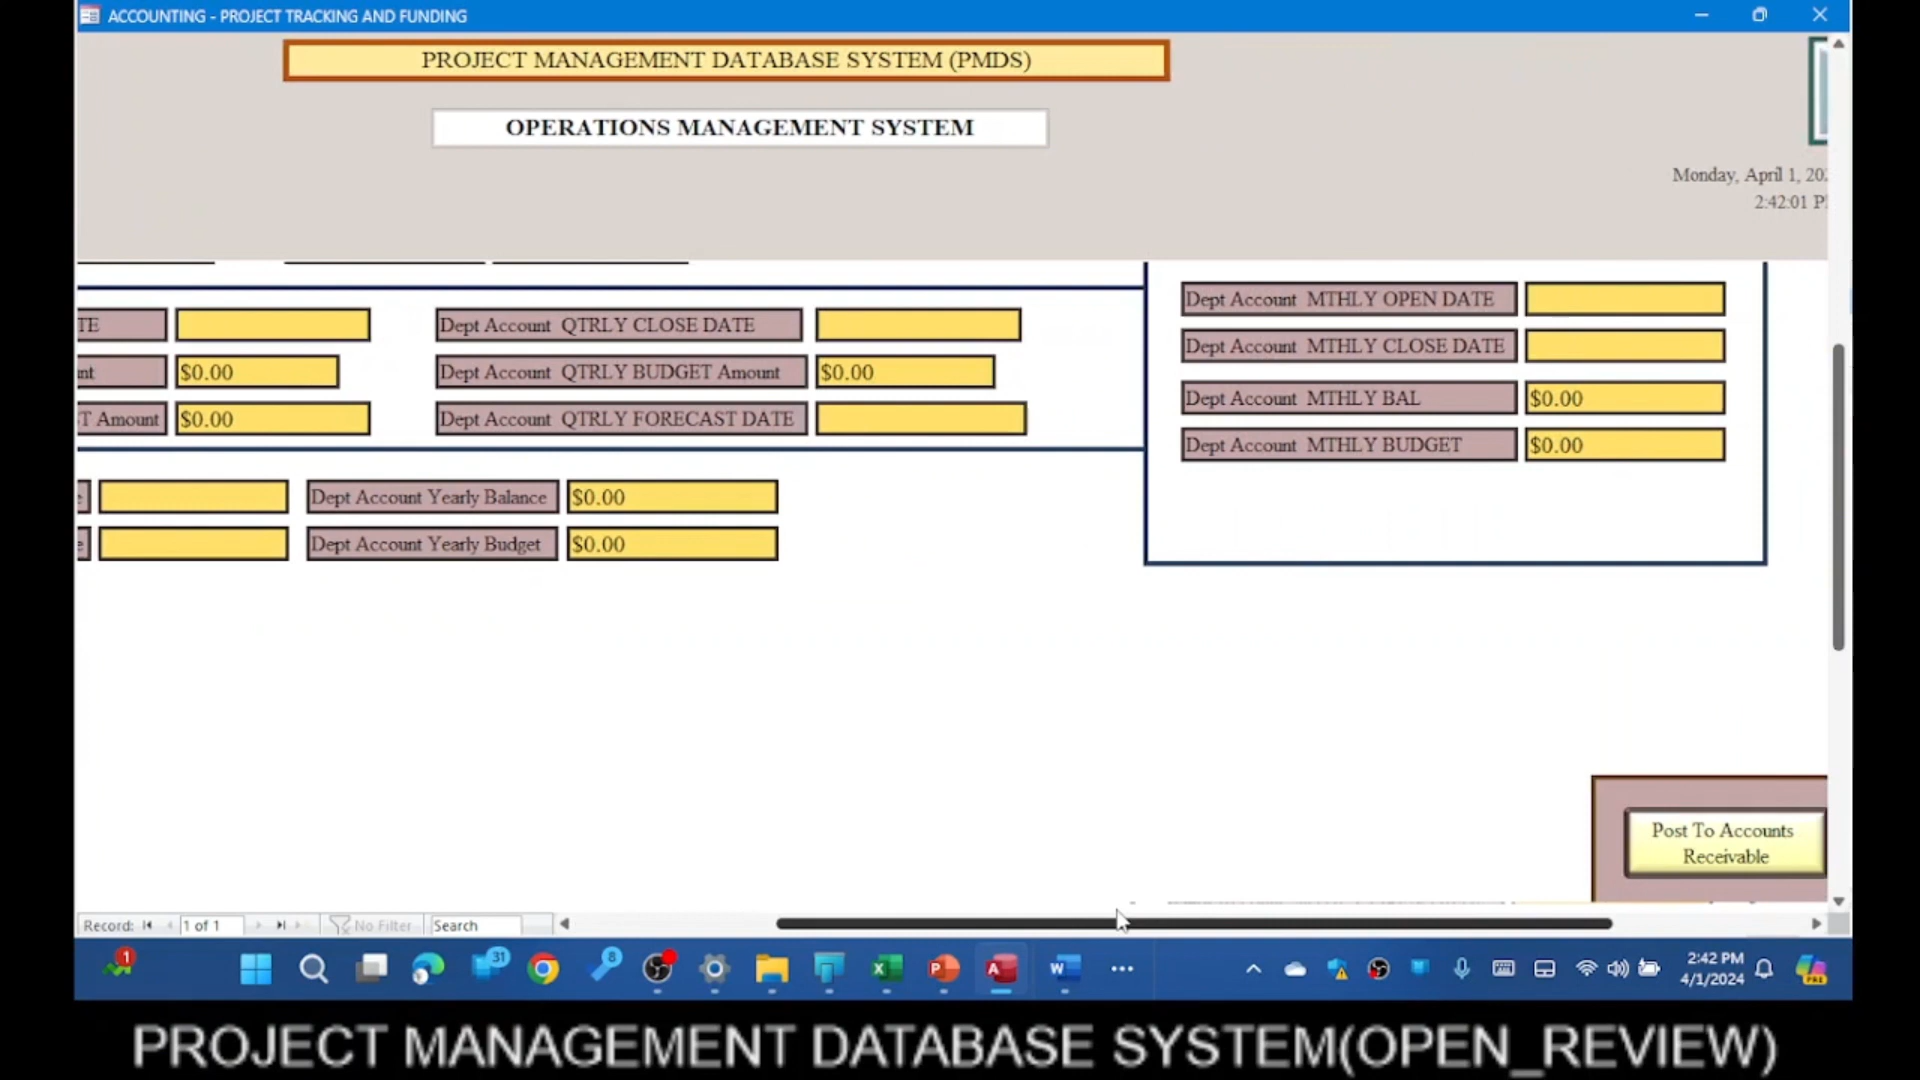 ACCOUNTING - PROJECT TRACKING AND FUNDING
PROJECT MANAGEMENT DATABASE SYSTEM (PMDS)
OPERATIONS MANAGEMENT SYSTEM
Monday, April 1, 20
2:42:01 P
TE
Dept Account QTRLY CLOSE DATE
nt $0.00
Dept Account QTRLY BUDGET Amount $0.00
T Amount $0.00
Dept Account QTRLY FORECAST DATE
Dept Account MTHLY OPEN DATE
Dept Account MTHLY CLOSE DATE
Dept Account MTHLY BAL $0.00
Dept Account MTHLY BUDGET $0.00
e
Dept Account Yearly Balance $0.00
e
Dept Account Yearly Budget $0.00
Post To Accounts
Receivable
Record: 1 of 1 No Filter Search
1
31
8
2:42 PM
4/1/2024
PRE
PROJECT MANAGEMENT DATABASE SYSTEM(OPEN_REVIEW)